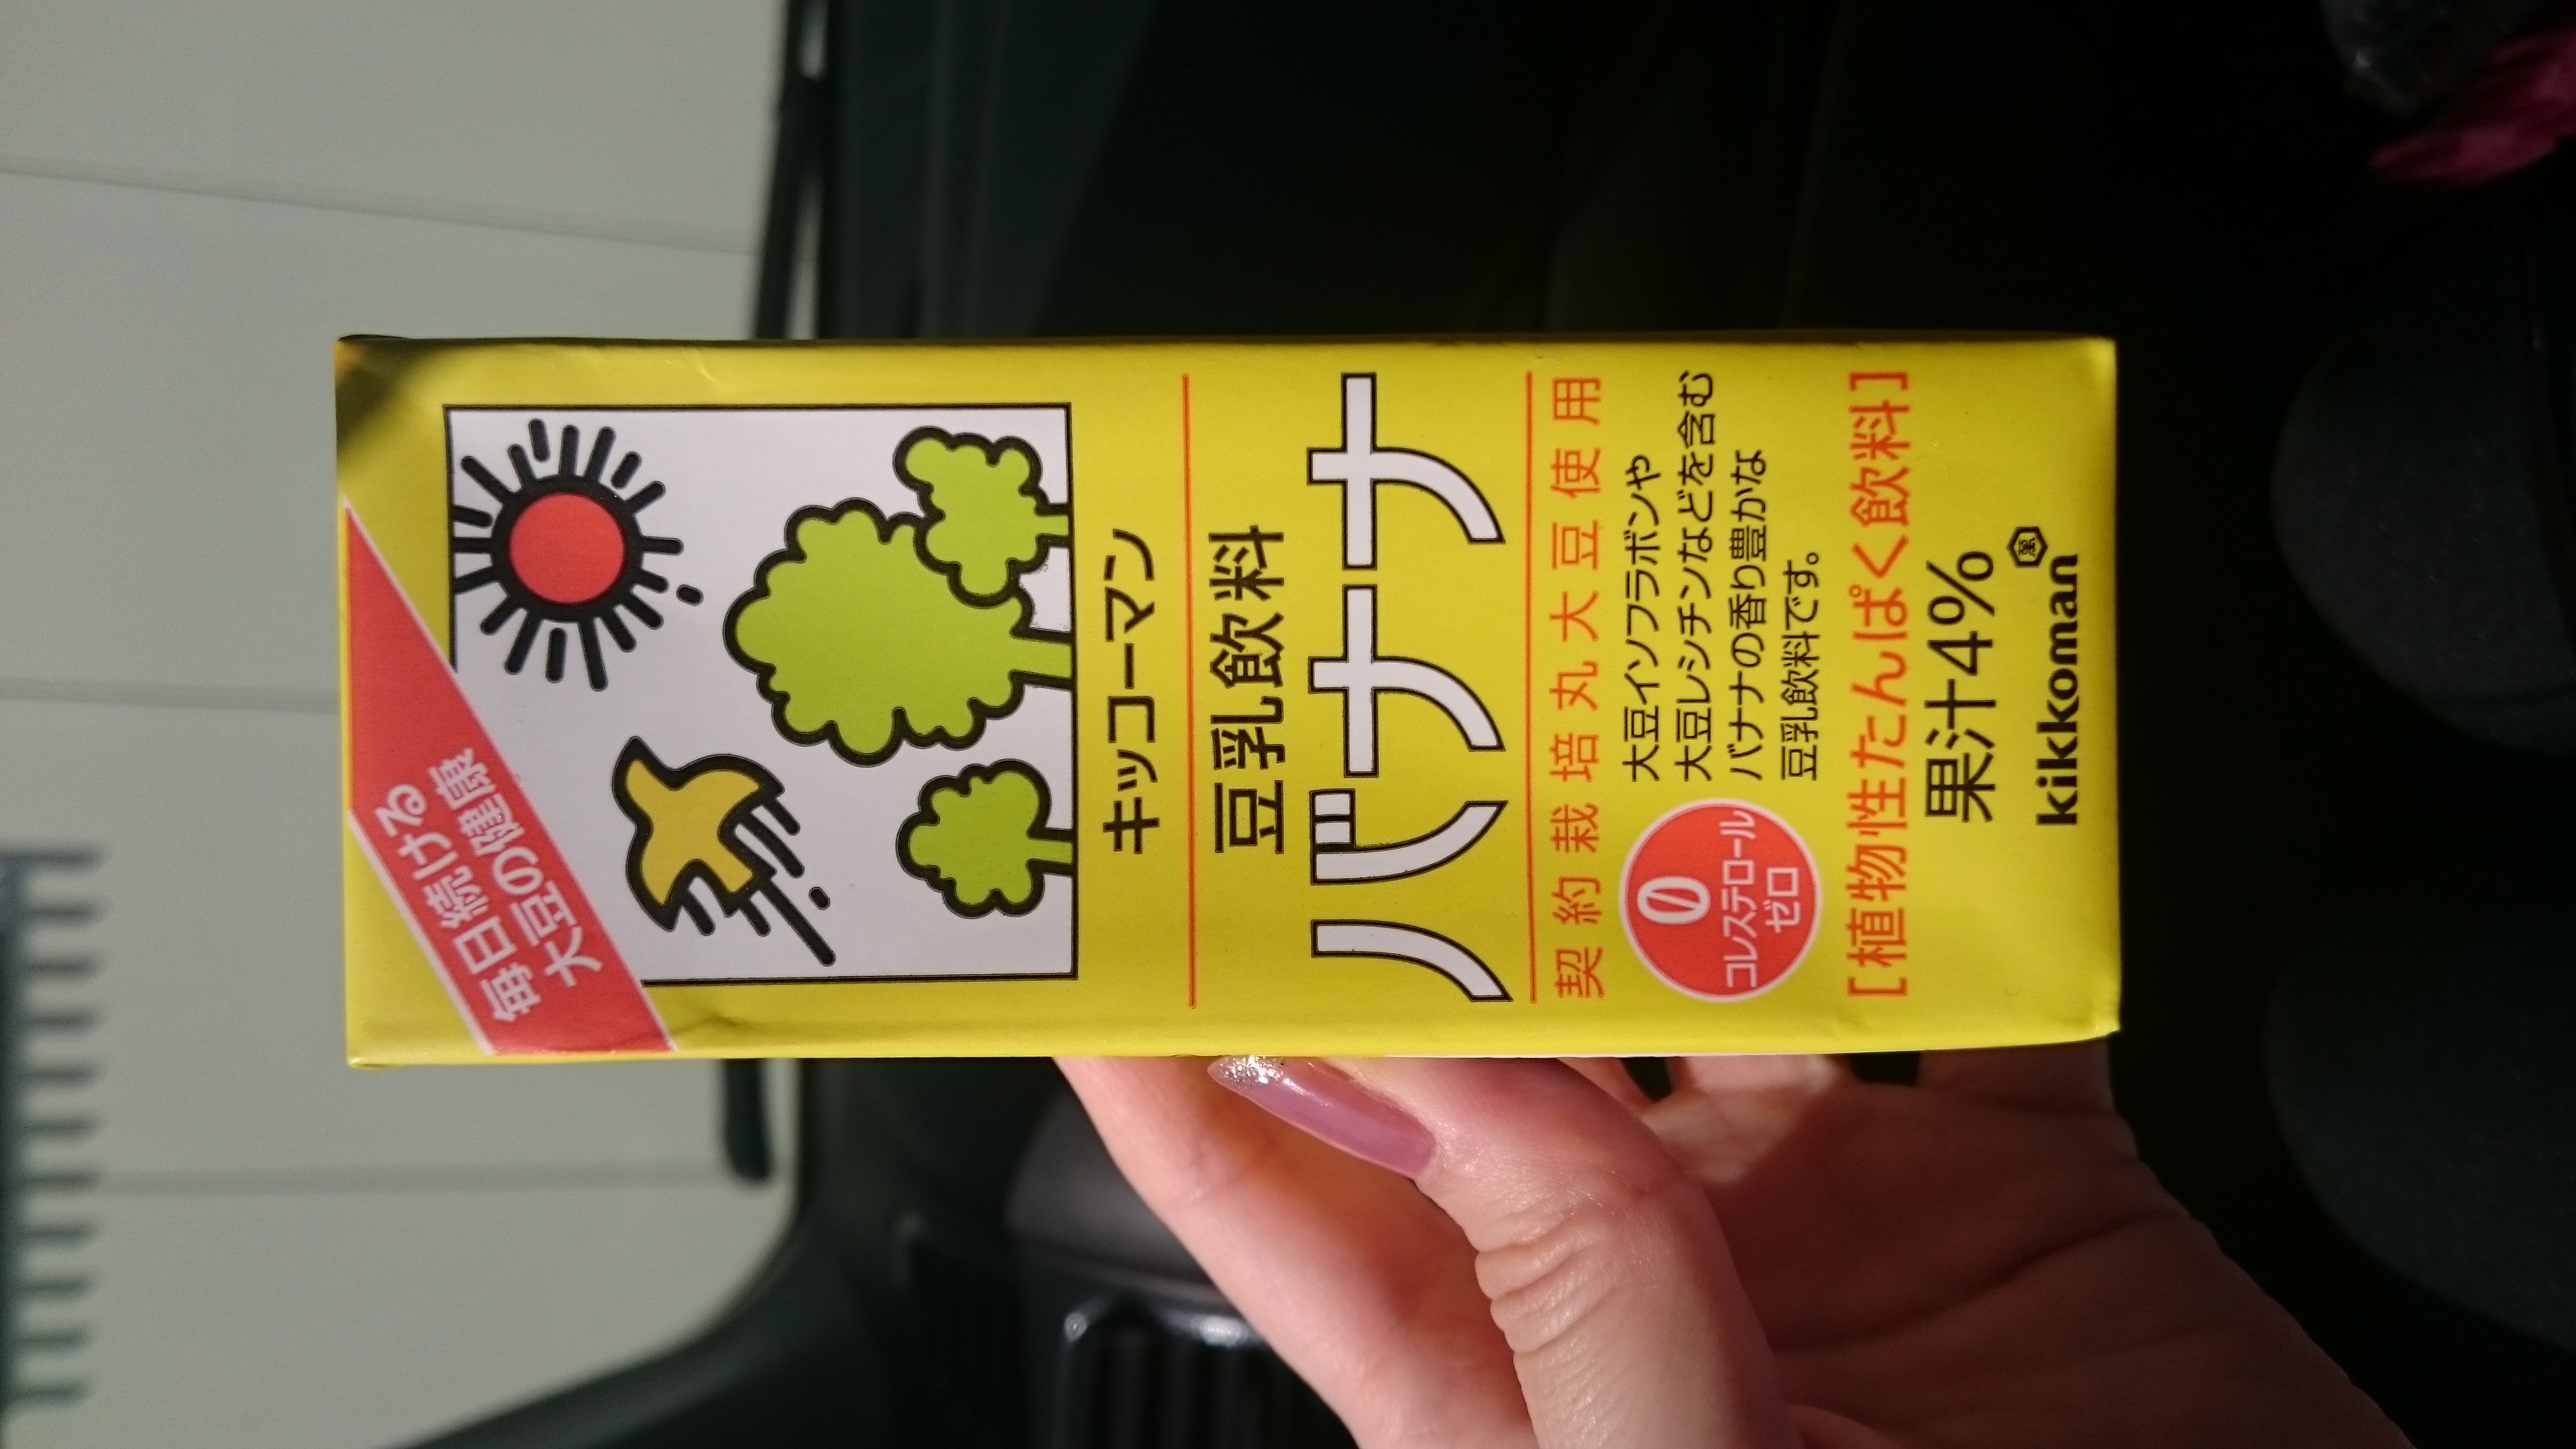 毎日続ける
大豆の健康
キッコーマン
豆乳飲料
バナナ
契約栽培丸大豆使用
0
コレステロール
ゼロ
大豆イソフラボンや
大豆レシチンなどを含む
バナナの香り豊かな
豆乳飲料です。
[植物性たんぱく飲料]
果汁4%
萬
kikkoman